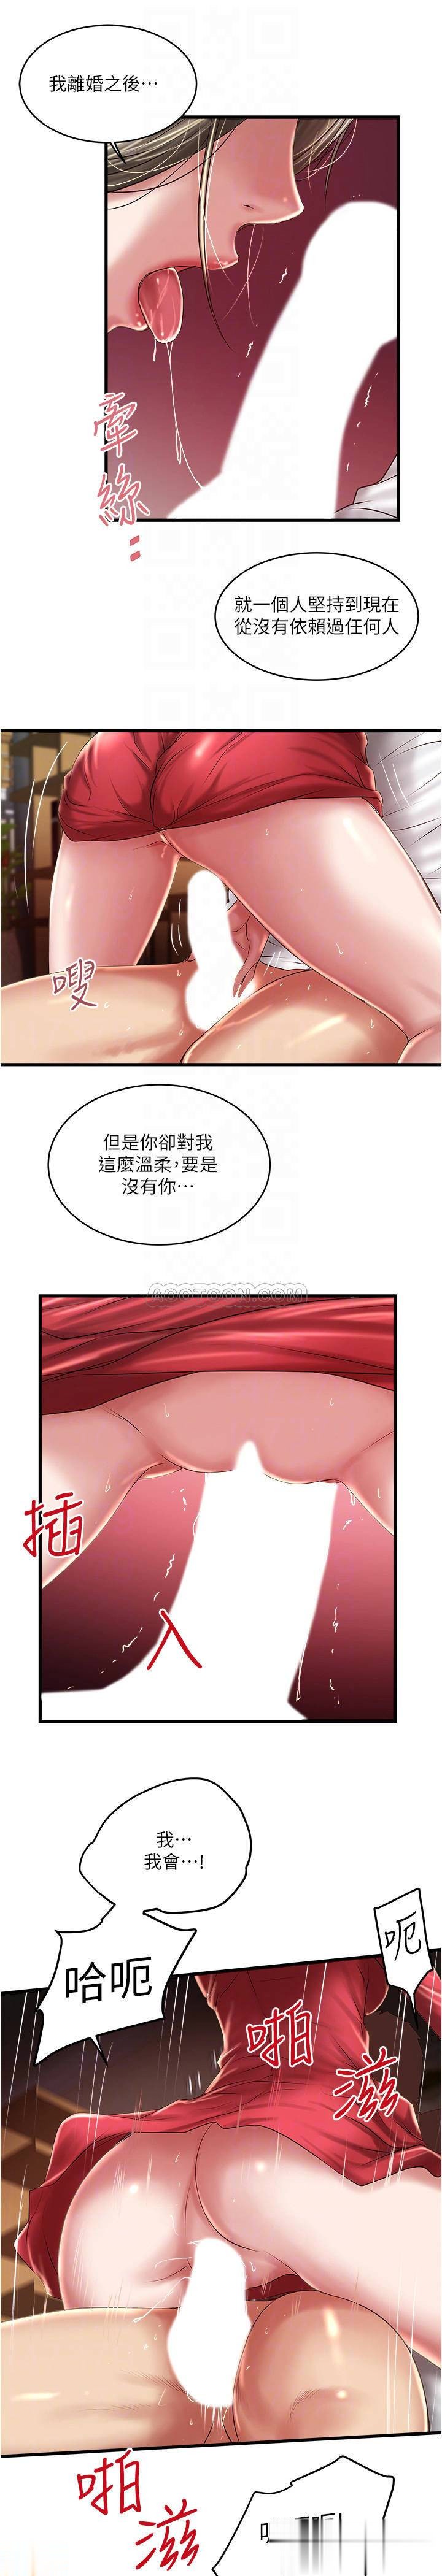 我離婚之後…
牽絲…
就一個人堅持到現在
從沒有依賴過任何人
嗖
但是你卻對我
這麼溫柔,要是
沒有你…
插
入
我…
我會…!
呃
哈呃
啪
滋
啪
滋